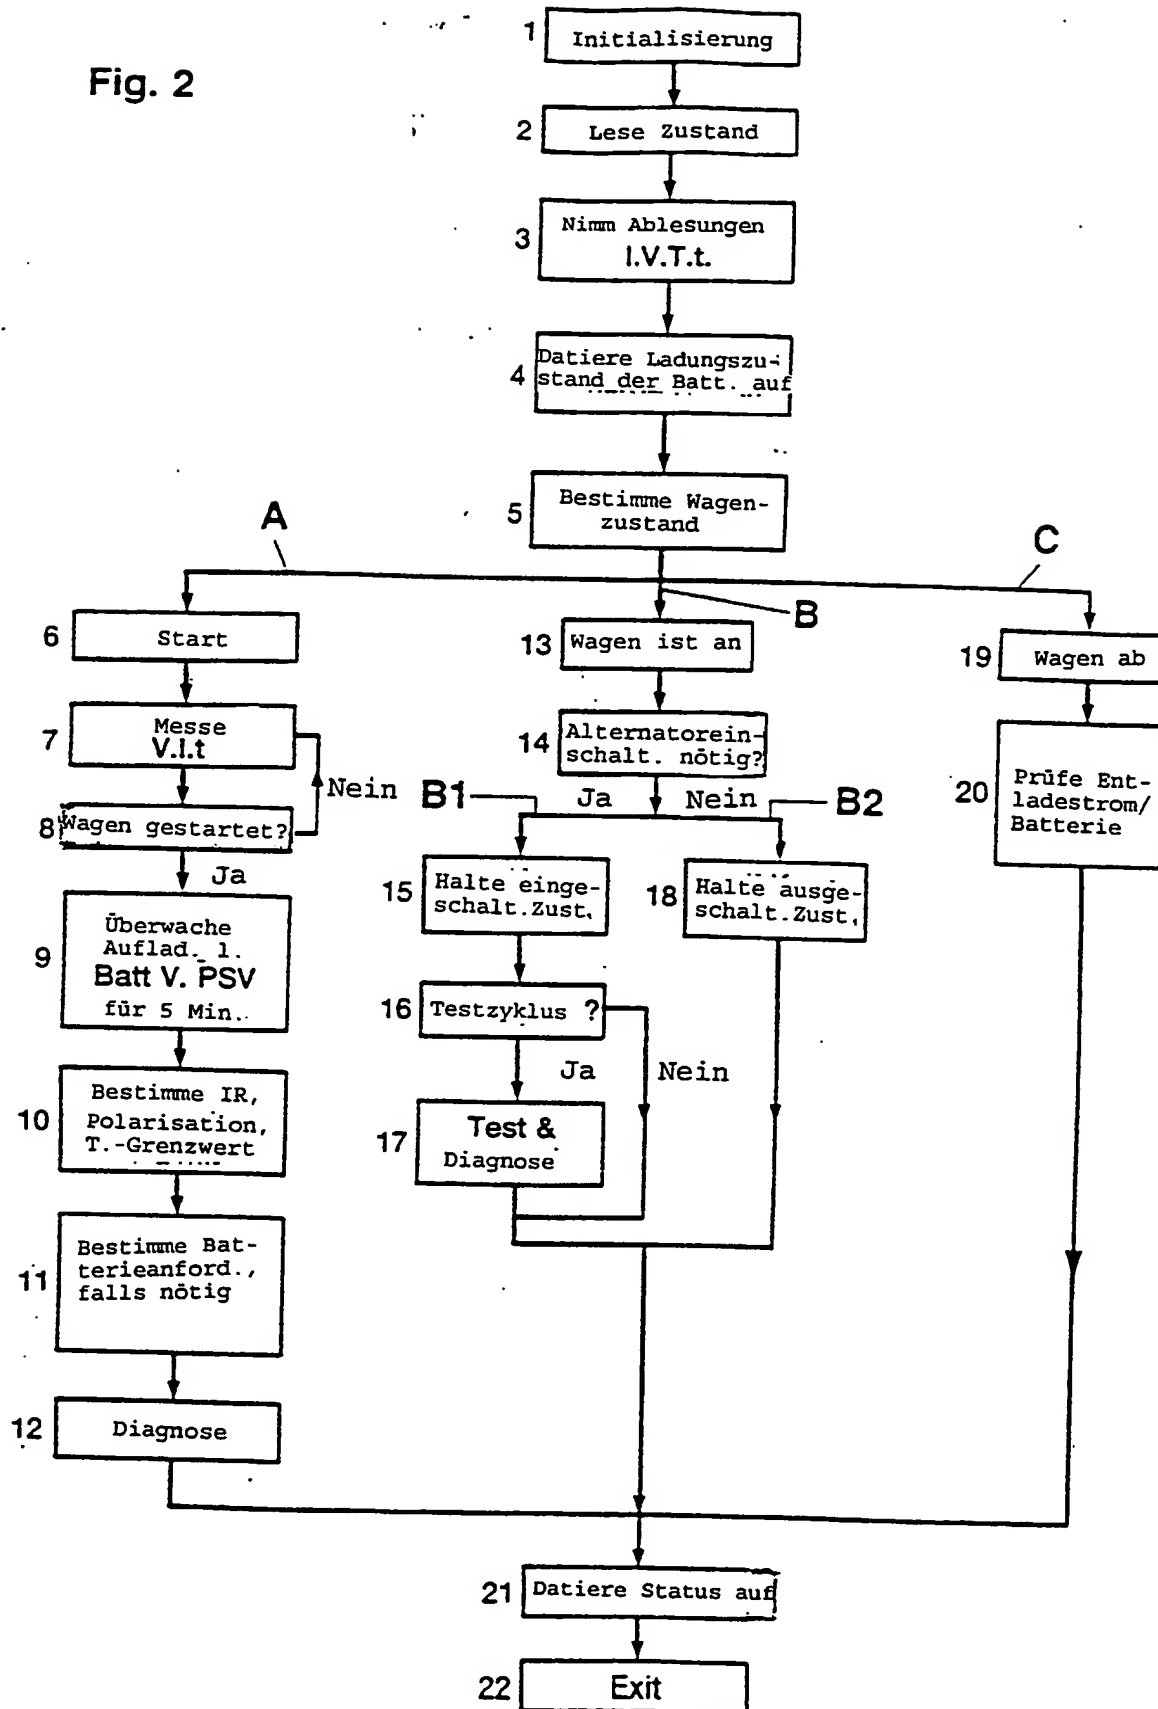 Fig. 2
1
Initialisierung
2
Lese Zustand
3
Nimm Ablesungen
I.V.T.t.
4
Datiere Ladungszu-
stand der Batt. auf
5
Bestimme Wagen-
zustand
A
B
C
6
Start
7
Messe
V.I.t
Nein
8
Wagen gestartet?
Ja
9
Überwache
Auflad. l.
Batt V. PSV
für 5 Min.
10
Bestimme IR,
Polarisation,
T.-Grenzwert
11
Bestimme Bat-
terieanford.,
falls nötig
12
Diagnose
13
Wagen ist an
14
Alternatorein-
schalt. nötig?
B1
Ja
Nein
B2
15
Halte einge-
schalt.Zust.
16
Testzyklus ?
Ja
Nein
17
Test &
Diagnose
18
Halte ausge-
schalt.Zust.
19
Wagen ab
20
Prüfe Ent-
ladestrom/
Batterie
21
Datiere Status auf
22
Exit